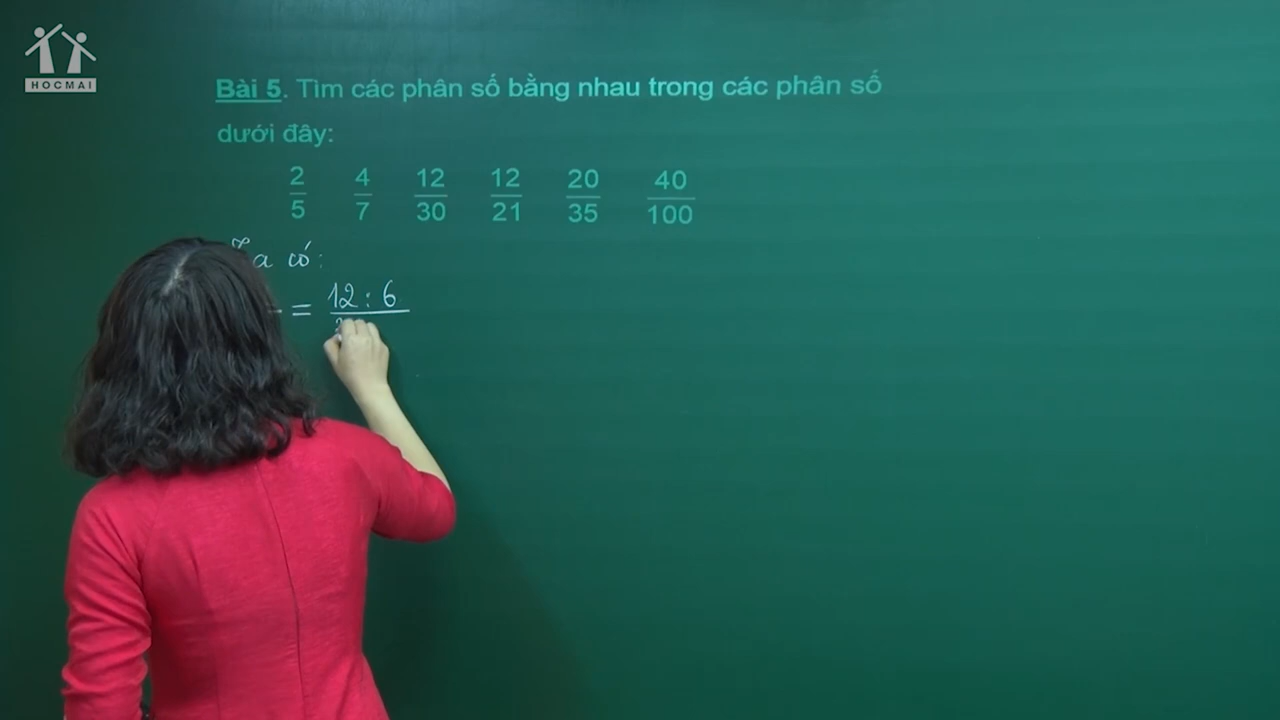 HOCMAI
Bài 5. Tìm các phân số bằng nhau trong các phân số
dưới đây:
2/5 4/7 12/30 12/21 20/35 40/100
Ta có:
= 12 : 6